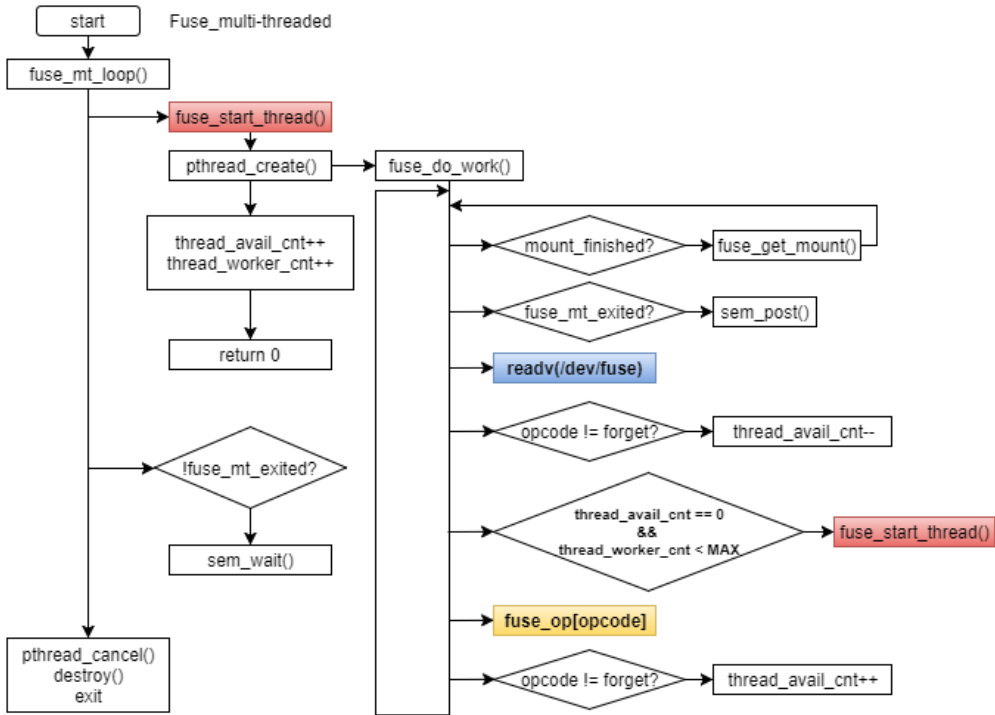 start
Fuse_multi-threaded
fuse_mt_loop()
fuse_start_thread()
pthread_create()
fuse_do_work()
thread_avail_cnt++
thread_worker_cnt++
mount_finished?
fuse_get_mount()
fuse_mt_exited?
sem_post()
return 0
readv(/dev/fuse)
opcode != forget?
thread_avail_cnt--
!fuse_mt_exited?
thread_avail_cnt == 0
&&
thread_worker_cnt < MAX
fuse_start_thread()
sem_wait()
fuse_op[opcode]
pthread_cancel()
destroy()
exit
opcode != forget?
thread_avail_cnt++